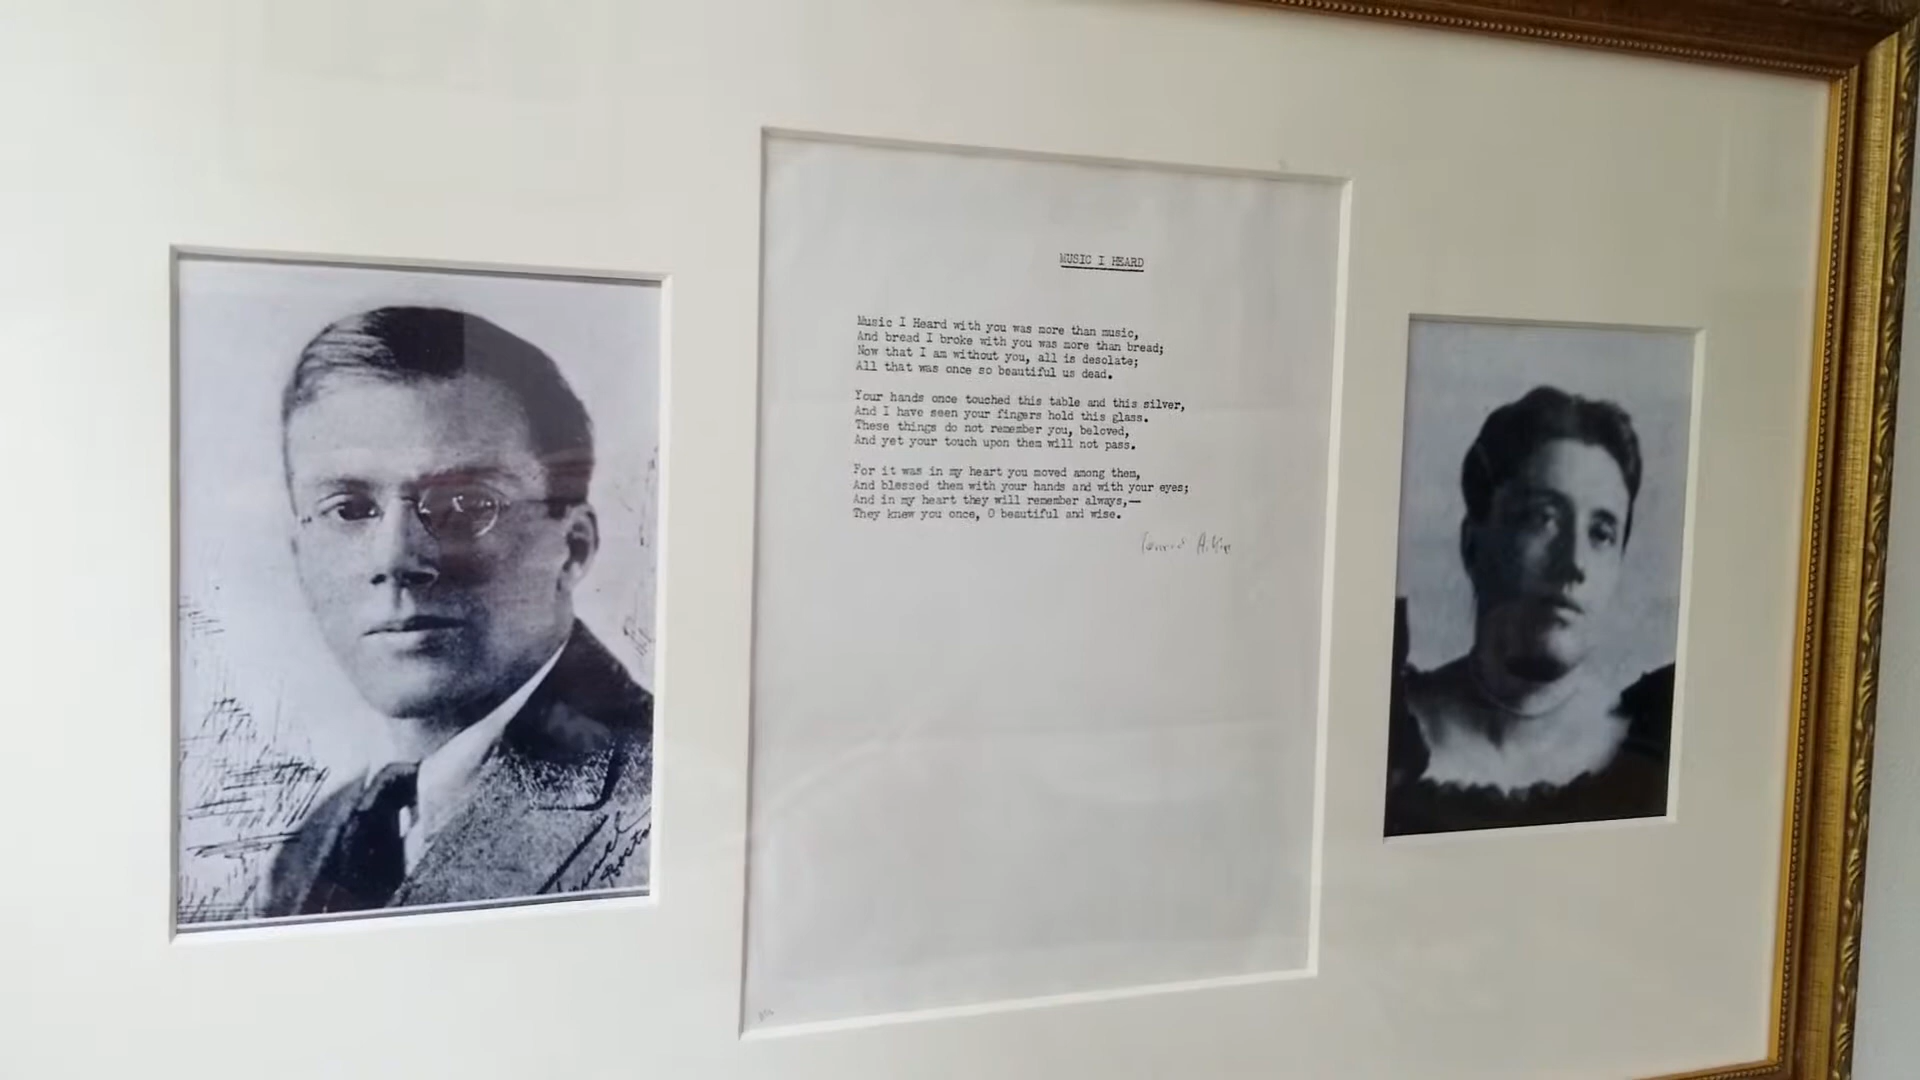 MUSIC I HEARD
Music I Heard with you was more than music,
And bread I broke with you was more than bread;
Now that I am without you, all is desolate;
All that was once so beautiful us dead.
Your hands once touched this table and this silver,
And I have seen your fingers hold this glass.
These things do not remember you, beloved,
And yet your touch upon them will not pass.
For it was in my heart you moved among them,
And blessed them with your hands and with your eyes;
And in my heart they will remember always,—
They knew you once, O beautiful and wise.
Conrad Aiken